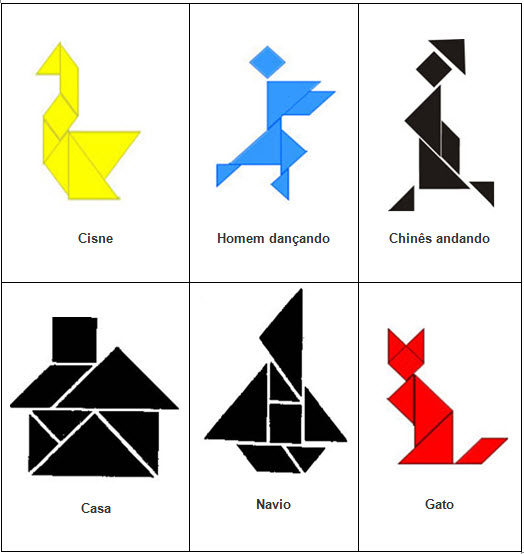 Cisne
Homem dançando
Chinês andando
Casa
Navio
Gato